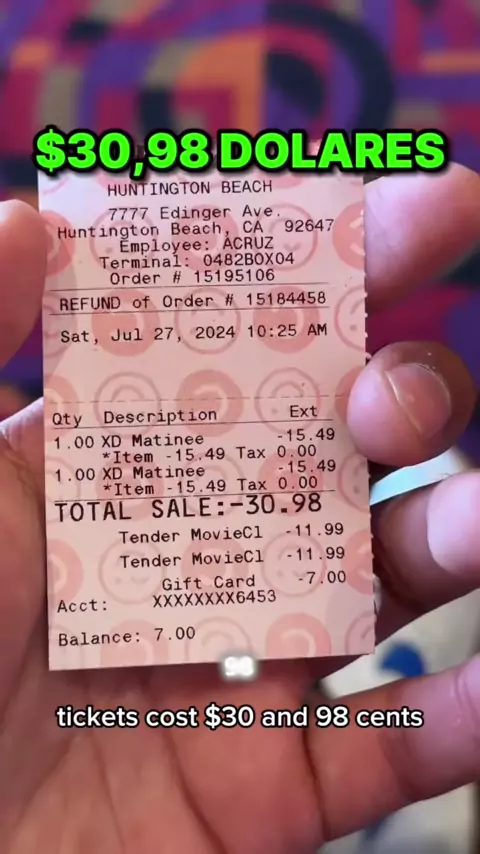 $30,98 DOLARES
HUNTINGTON BEACH
7777 Edinger Ave.
Huntington Beach, CA 92647
Employee: ACRUZ
Terminal: 0482BOX04
Order # 15195106
REFUND of Order # 15184458
Sat, Jul 27, 2024 10:25 AM
Qty Description Ext
1.00 XD Matinee -15.49
*Item -15.49 Tax 0.00
1.00 XD Matinee -15.49
*Item -15.49 Tax 0.00
TOTAL SALE:-30.98
Tender MovieCl -11.99
Tender MovieCl -11.99
Gift Card -7.00
Acct: XXXXXXXX6453
Balance: 7.00
98
tickets cost $30 and 98 cents